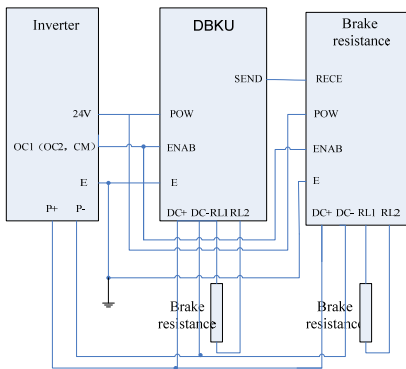 Inverter
24V
OC1 (OC2, CM)
E
P+ P-
DBKU
SEND
POW
ENAB
E
DC+ DC- RL1 RL2
Brake
resistance
RECE
POW
ENAB
E
DC+ DC- RL1 RL2
Brake
resistance
Brake
resistance